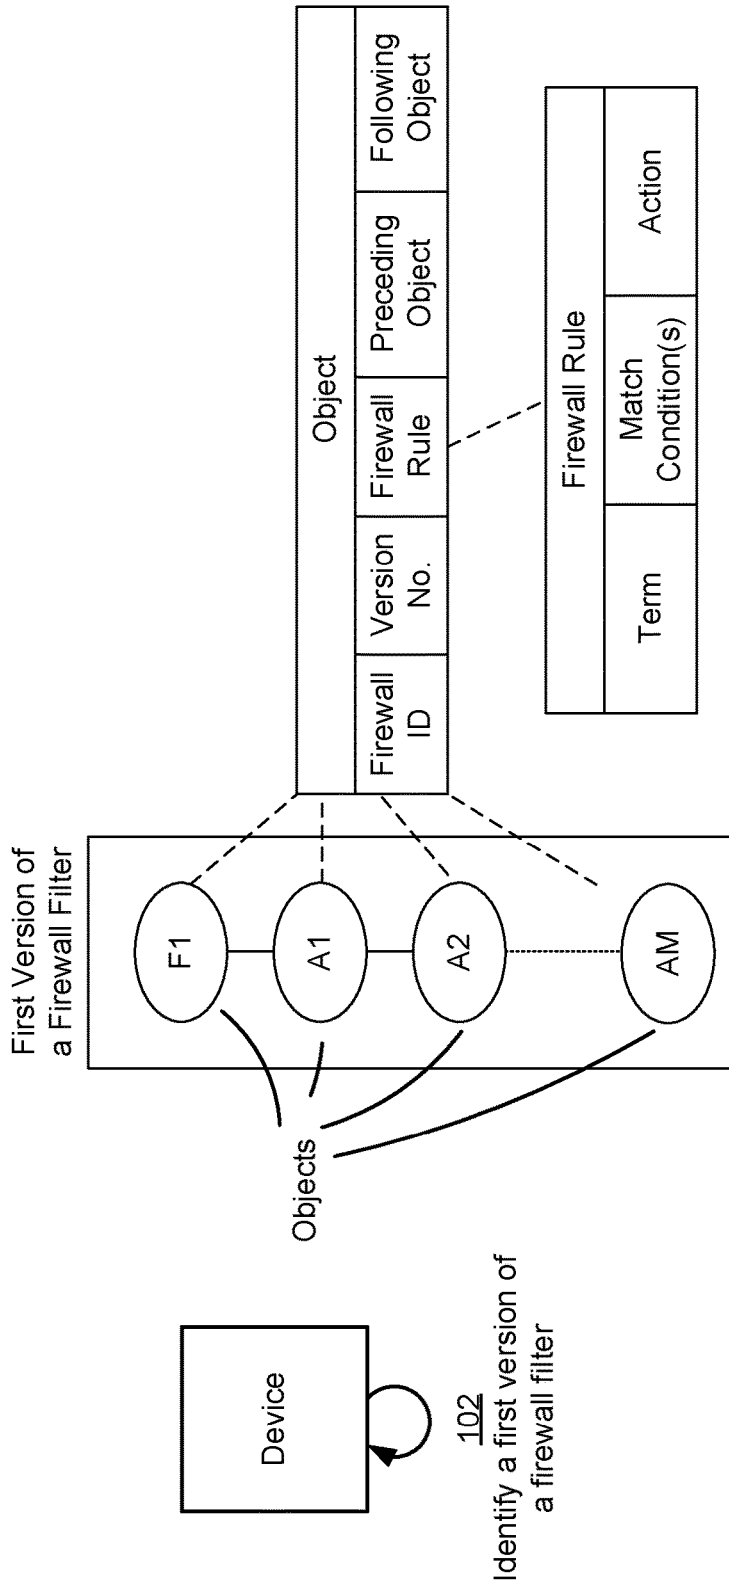 Device
102
Identify a first version of
a firewall filter
Objects
First Version of
a Firewall Filter
F1
A1
A2
AM
Object
Firewall
ID
Version
No.
Firewall
Rule
Preceding
Object
Following
Object
Firewall Rule
Term
Match
Condition(s)
Action